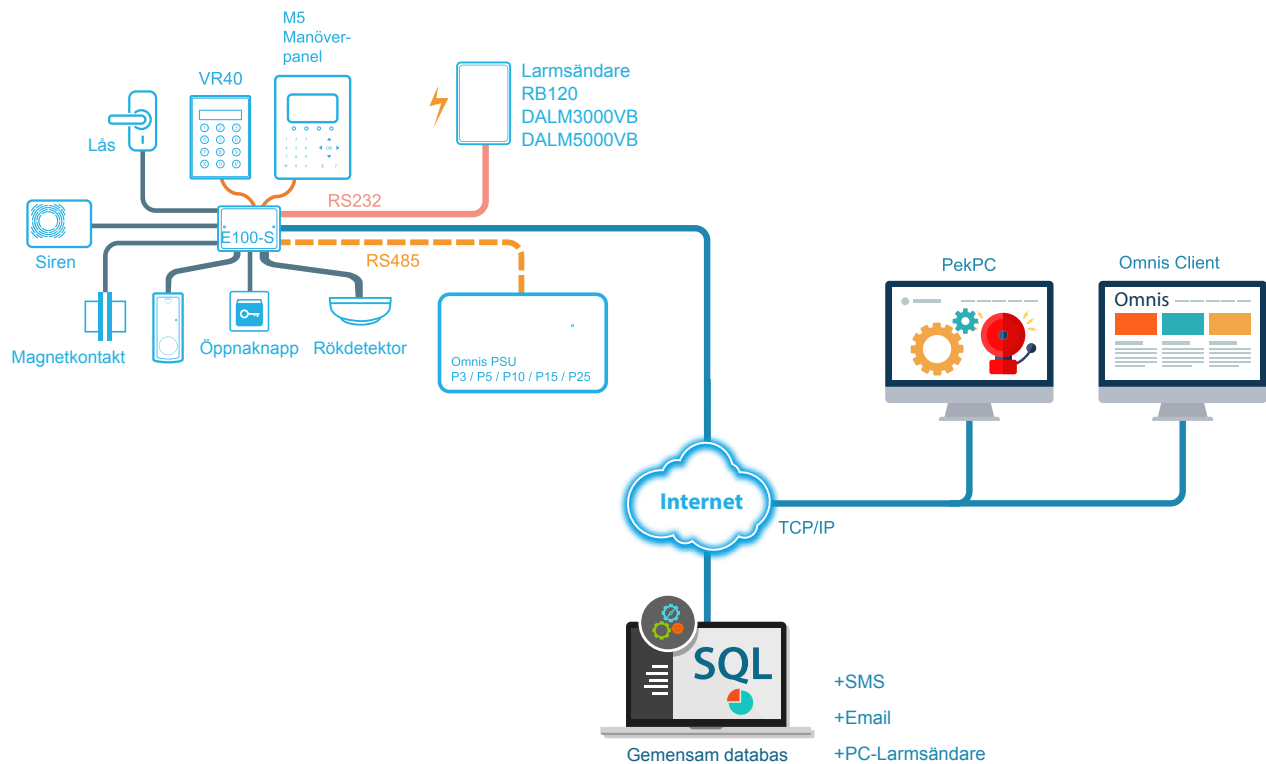 M5
Manöver-
panel
VR40
Lås
Larmsändare
RB120
DALM3000VB
DALM5000VB
RS232
E100-S
Siren
RS485
Magnetkontakt
Öppnaknapp
Rökdetektor
Omnis PSU
P3 / P5 / P10 / P15 / P25
PekPC
Omnis Client
Omnis
Internet
TCP/IP
SQL
+SMS
+Email
+PC-Larmsändare
Gemensam databas